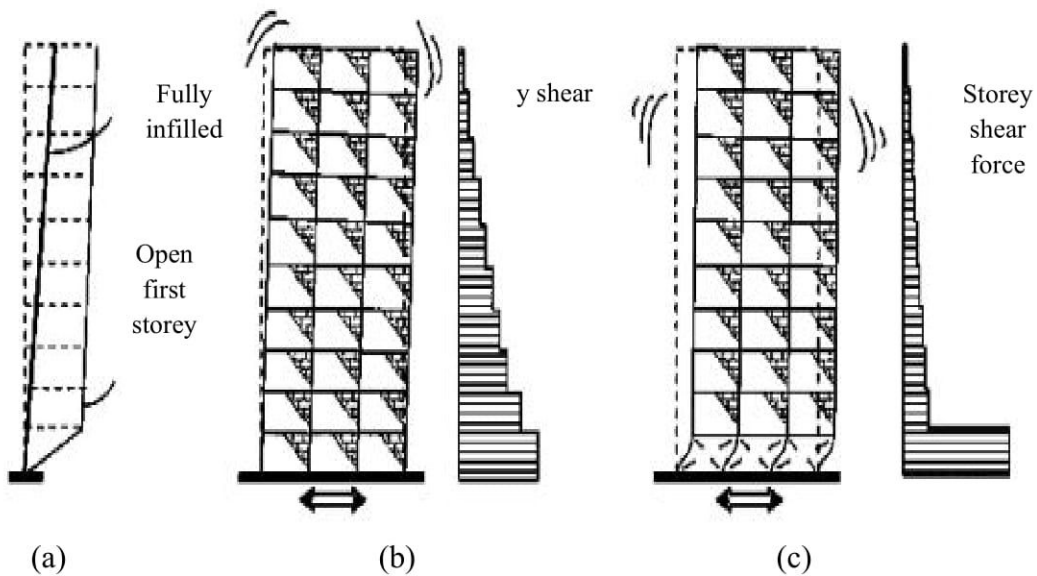 Fully
infilled
Open
first
storey
y shear
Storey
shear
force
(a)
(b)
(c)